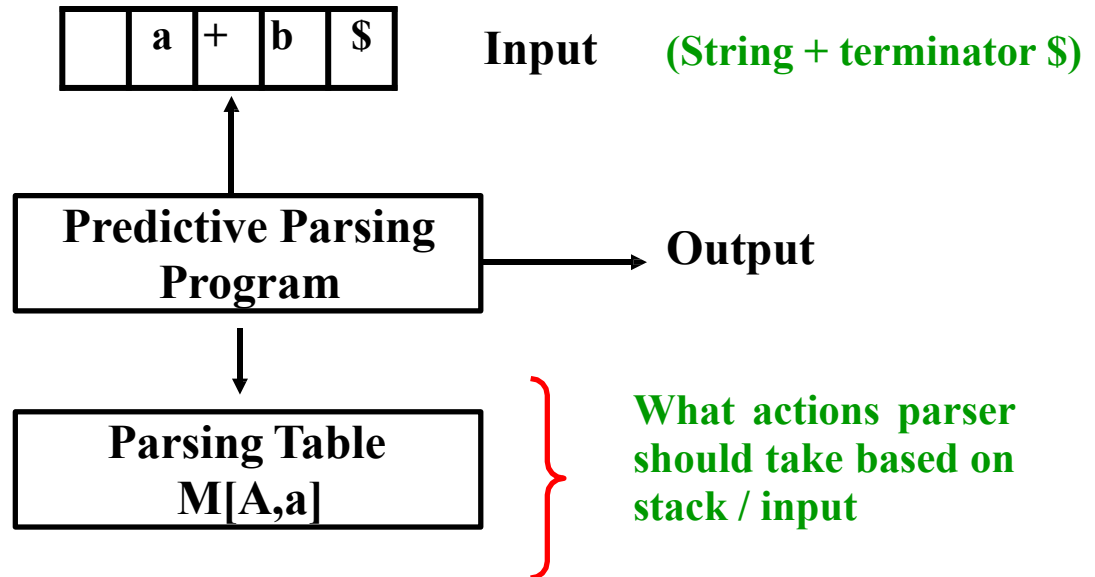 a + b $ Input (String + terminator $)
Predictive Parsing
Program
Output
Parsing Table
M[A,a]
What actions parser
should take based on
stack / input